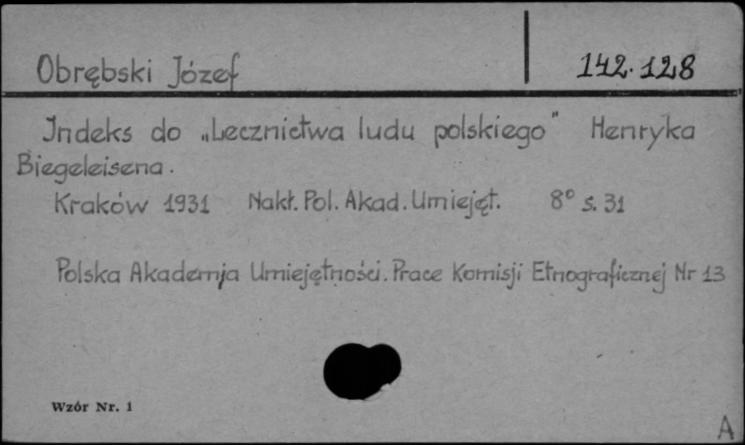 Obrębski Józef
142.128
Indeks do „Lecznictwa ludu polskiego" Henryka
Biegeleisena.
Kraków 1931 Nakł. Pol. Akad. Umiejęt. 8° s. 31
Polska Akademja Umiejętności. Prace Komisji Etnograficznej Nr 13
Wzór Nr. 1
A